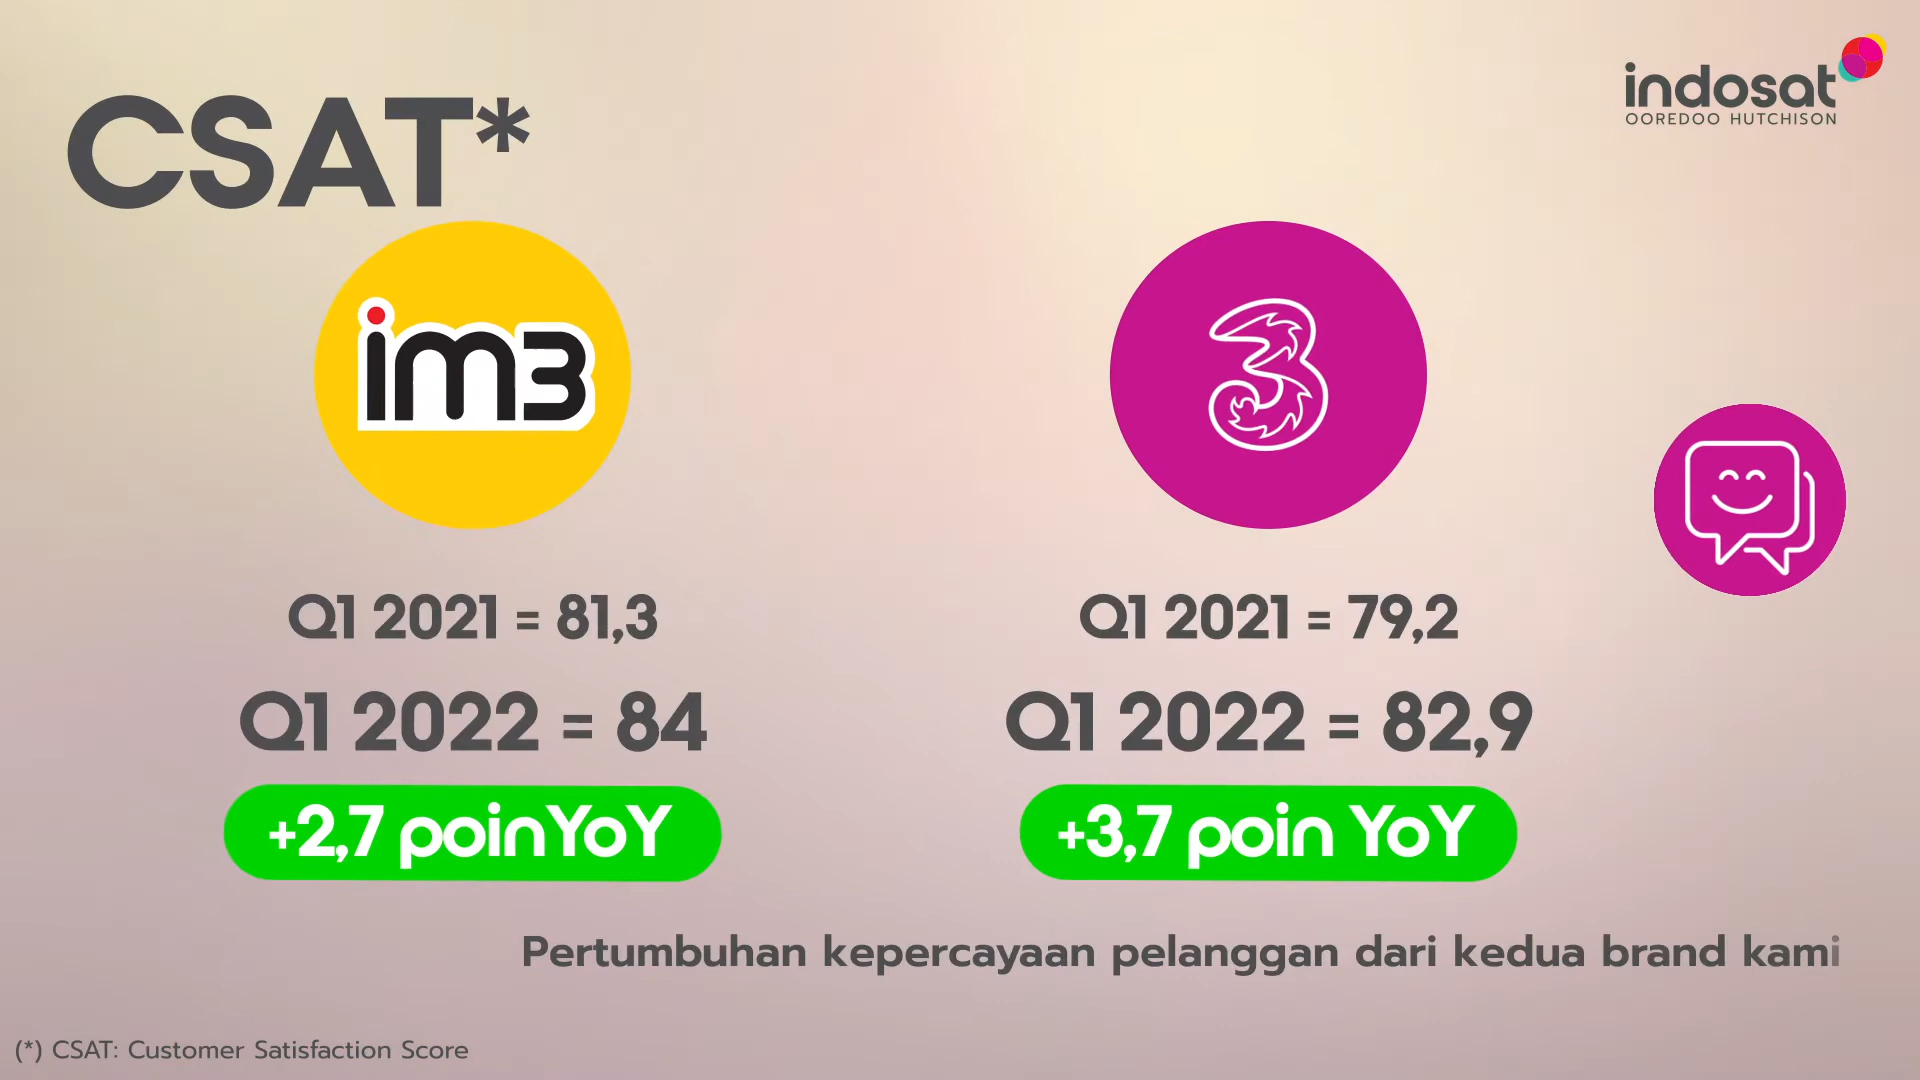 CSAT*
indosat
OOREDOO HUTCHISON
im3
3
Q1 2021 = 81,3
Q1 2022 = 84
+2,7 poin YoY
Q1 2021 = 79,2
Q1 2022 = 82,9
+3,7 poin YoY
Pertumbuhan kepercayaan pelanggan dari kedua brand kami
(*) CSAT: Customer Satisfaction Score